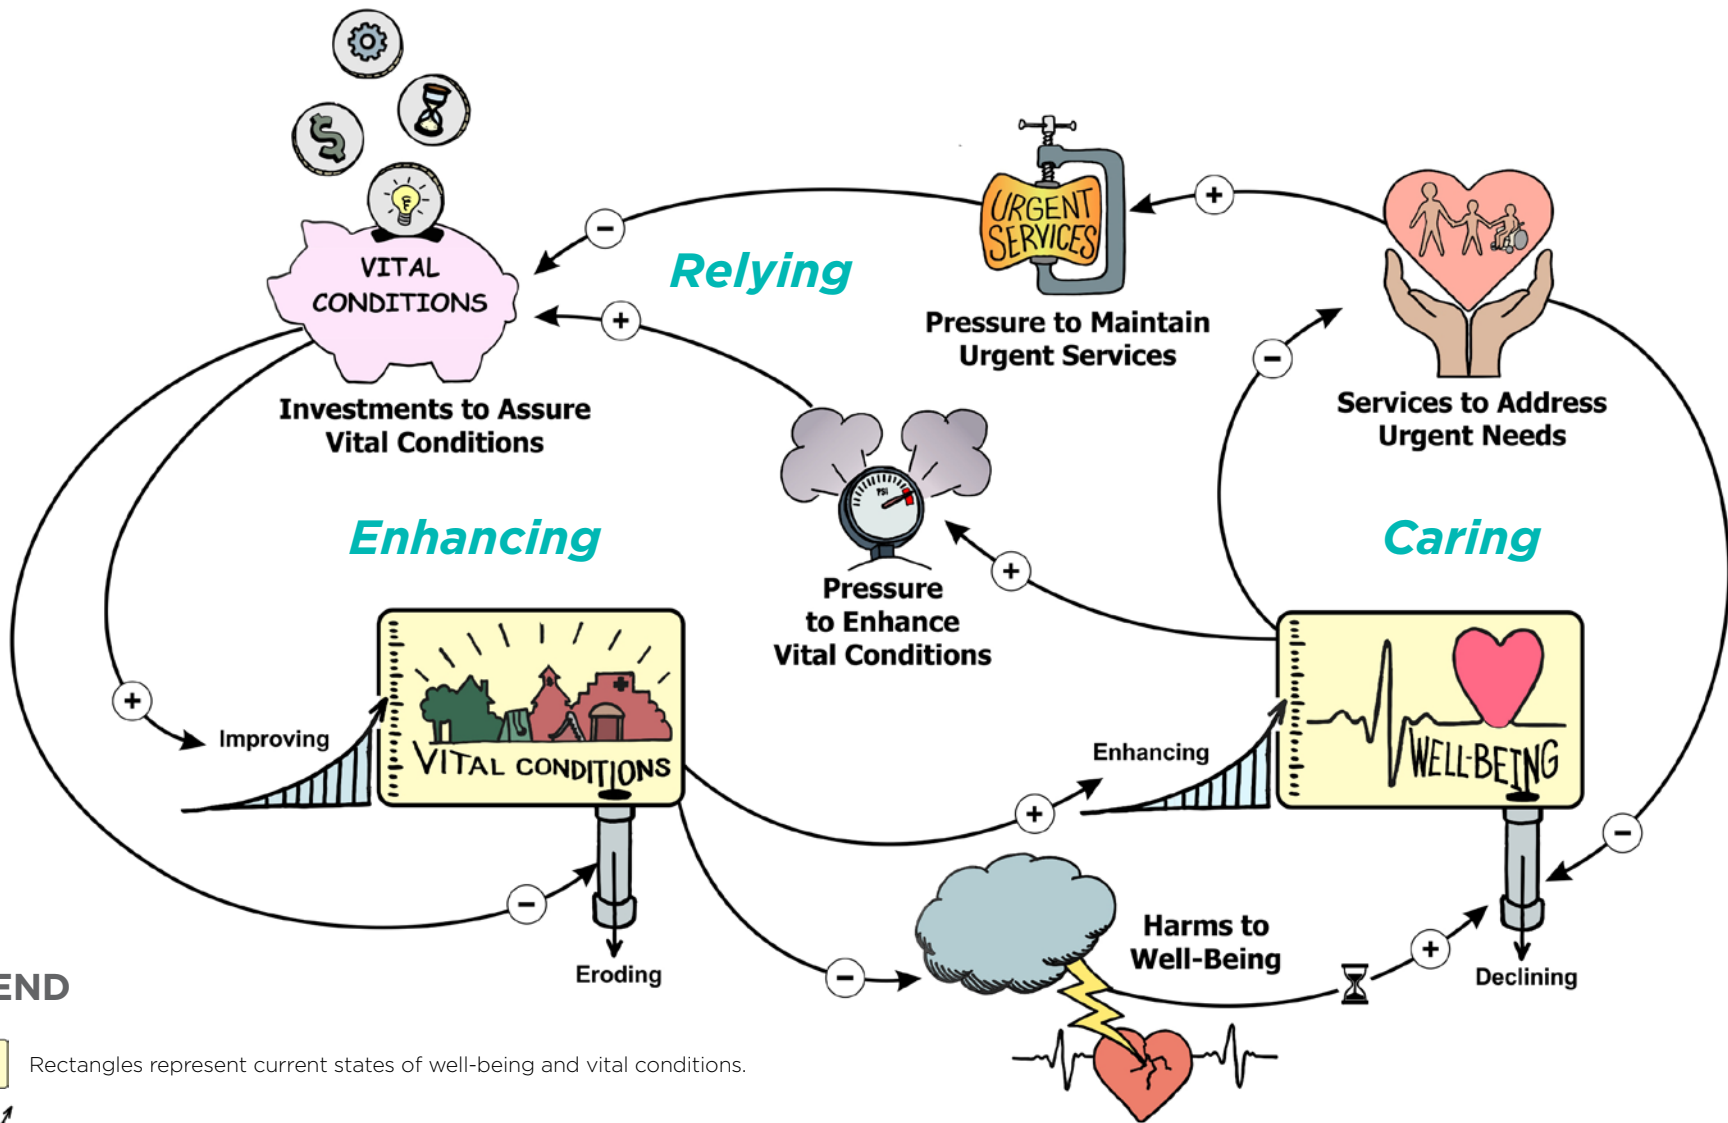 VITAL
CONDITIONS
Investments to Assure
Vital Conditions
−
+
Relying
URGENT
SERVICES
Pressure to Maintain
Urgent Services
+
−
Services to Address
Urgent Needs
Enhancing
PSI
Pressure
to Enhance
Vital Conditions
+
Caring
+
Improving
VITAL CONDITIONS
−
Eroding
+
Enhancing
WELL-BEING
−
−
Harms to
Well-Being
+
Declining
END
Rectangles represent current states of well-being and vital conditions.